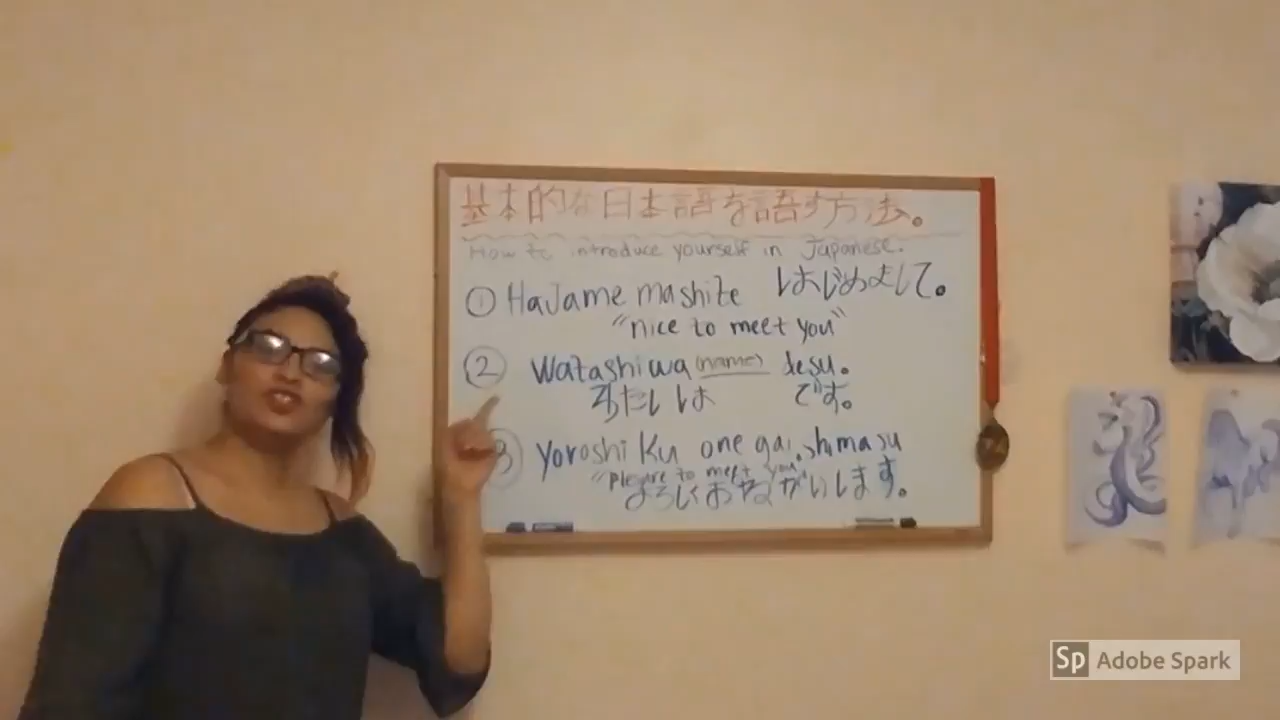 基本的な日本語を話す方法。
How to introduce yourself in Japanese.
① Hajame mashite はじめまして。
"nice to meet you"
② Watashi wa (name) desu.
わたし は です。
③ Yoroshi Ku one gai shimasu
to meet you
よろしくおねがいします。
Sp Adobe Spark